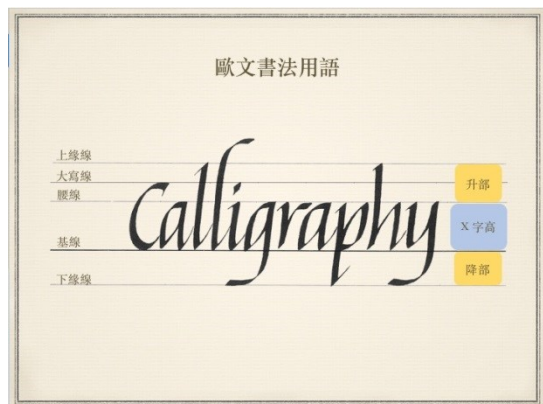 歐文書法用語
上緣線
大寫線
腰線
基線
下緣線
Calligraphy
升部
X 字高
降部